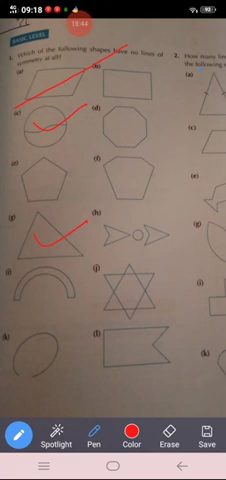 09:18
92
18:44
BASIC LEVEL
1. Which of the following shapes have no lines of
symmetry at all?
2. How many
the following
(a)
(b)
(a)
(c)
(d)
(c)
(e)
(f)
(e)
(g)
(h)
(g)
(i)
(j)
(i)
(k)
(l)
(k)
Spotlight
Pen
Color
Erase
Save